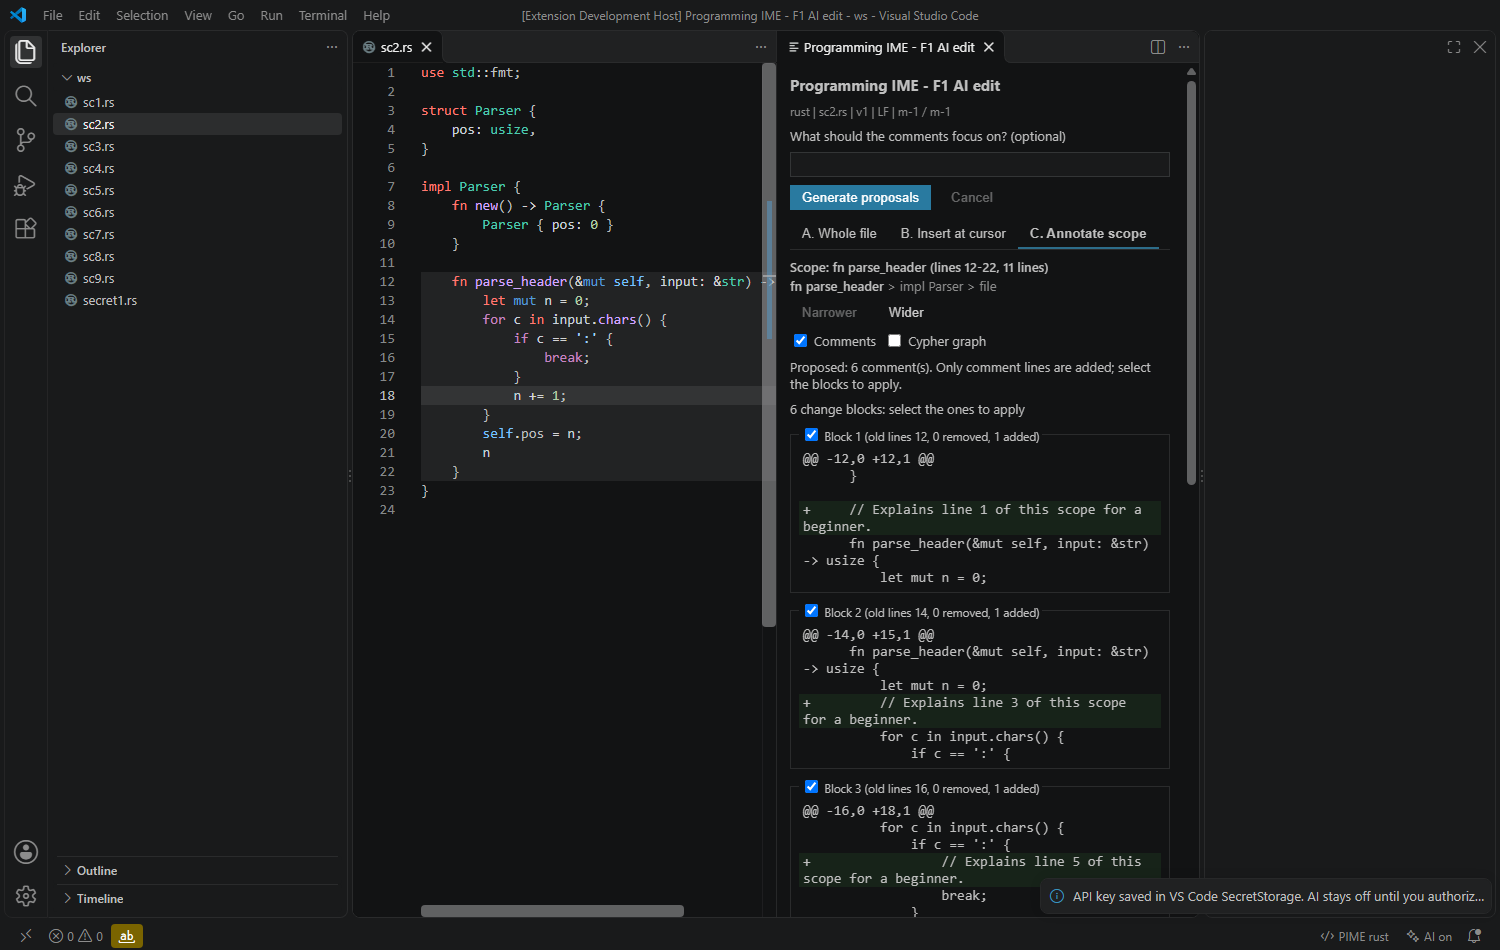 File Edit Selection View Go Run Terminal Help
[Extension Development Host] Programming IME - F1 AI edit - ws - Visual Studio Code
Explorer
ws
sc1.rs
sc2.rs
sc3.rs
sc4.rs
sc5.rs
sc6.rs
sc7.rs
sc8.rs
sc9.rs
secret1.rs
Outline
Timeline
sc2.rs
1 use std::fmt;
2
3 struct Parser {
4     pos: usize,
5 }
6
7 impl Parser {
8     fn new() -> Parser {
9         Parser { pos: 0 }
10     }
11
12     fn parse_header(&mut self, input: &str) ->
13         let mut n = 0;
14         for c in input.chars() {
15             if c == ':' {
16                 break;
17             }
18             n += 1;
19         }
20         self.pos = n;
21         n
22     }
23 }
24
Programming IME - F1 AI edit
Programming IME - F1 AI edit
rust | sc2.rs | v1 | LF | m-1 / m-1
What should the comments focus on? (optional)
Generate proposals Cancel
A. Whole file B. Insert at cursor C. Annotate scope
Scope: fn parse_header (lines 12-22, 11 lines)
fn parse_header > impl Parser > file
Narrower Wider
Comments Cypher graph
Proposed: 6 comment(s). Only comment lines are added; select
the blocks to apply.
6 change blocks: select the ones to apply
Block 1 (old lines 12, 0 removed, 1 added)
@@ -12,0 +12,1 @@
}
+ // Explains line 1 of this scope for a
beginner.
fn parse_header(&mut self, input: &str)
-> usize {
let mut n = 0;
Block 2 (old lines 14, 0 removed, 1 added)
@@ -14,0 +15,1 @@
fn parse_header(&mut self, input: &str)
-> usize {
let mut n = 0;
+ // Explains line 3 of this scope
for a beginner.
for c in input.chars() {
if c == ':' {
Block 3 (old lines 16, 0 removed, 1 added)
@@ -16,0 +18,1 @@
for c in input.chars() {
if c == ':' {
+ // Explains line 5 of this
scope for a beginner.
break;
}
API key saved in VS Code SecretStorage. AI stays off until you authoriz...
0 0 ab
PIME rust AI on